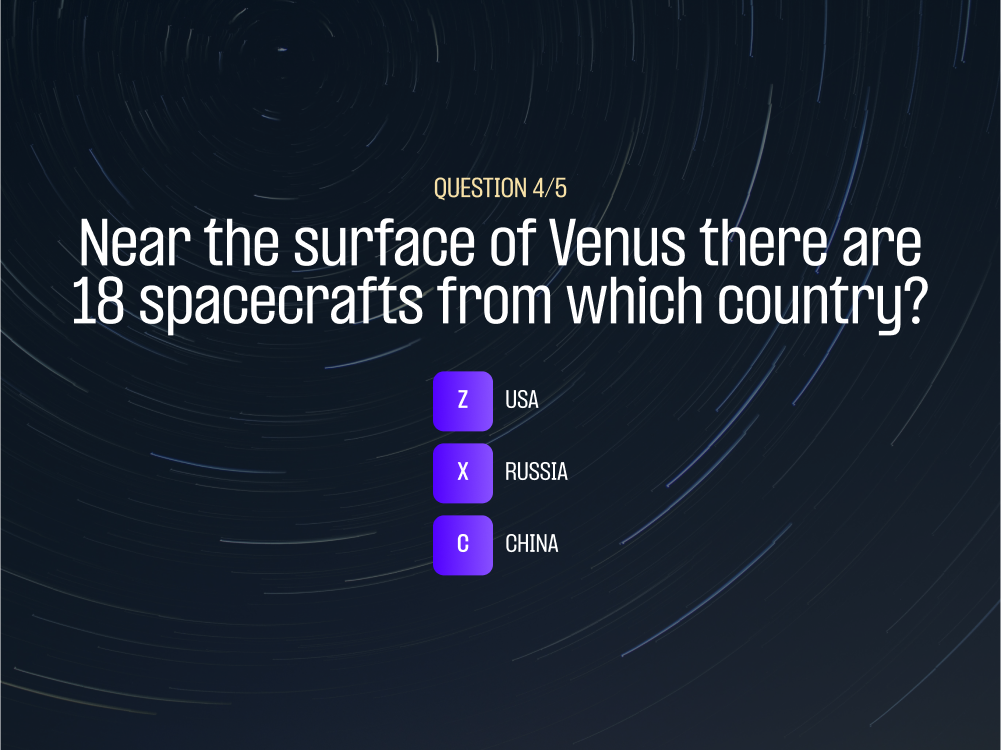 QUESTION 4/5
Near the surface of Venus there are
18 spacecrafts from which country?
Z USA
X RUSSIA
C CHINA